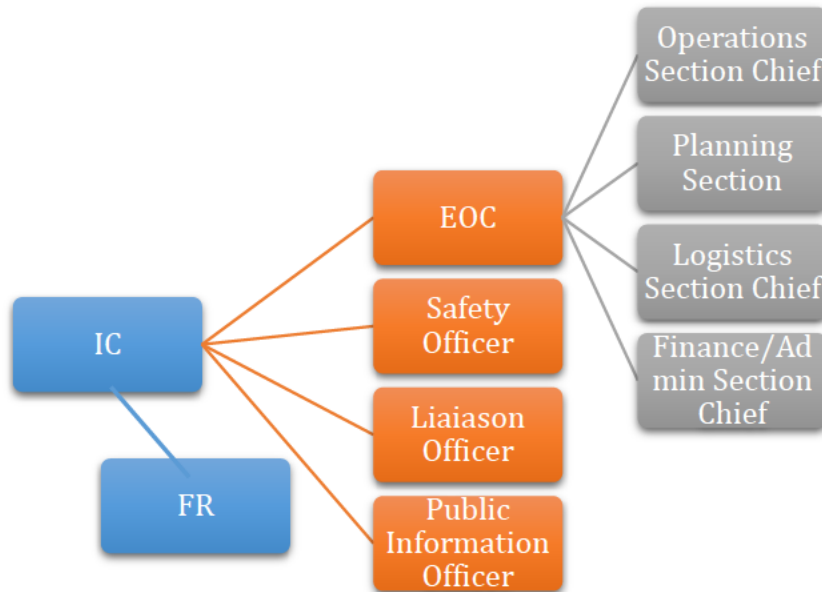 IC
FR
EOC
Safety
Officer
Liaiason
Officer
Public
Information
Officer
Operations
Section Chief
Planning
Section
Logistics
Section Chief
Finance/Ad
min Section
Chief